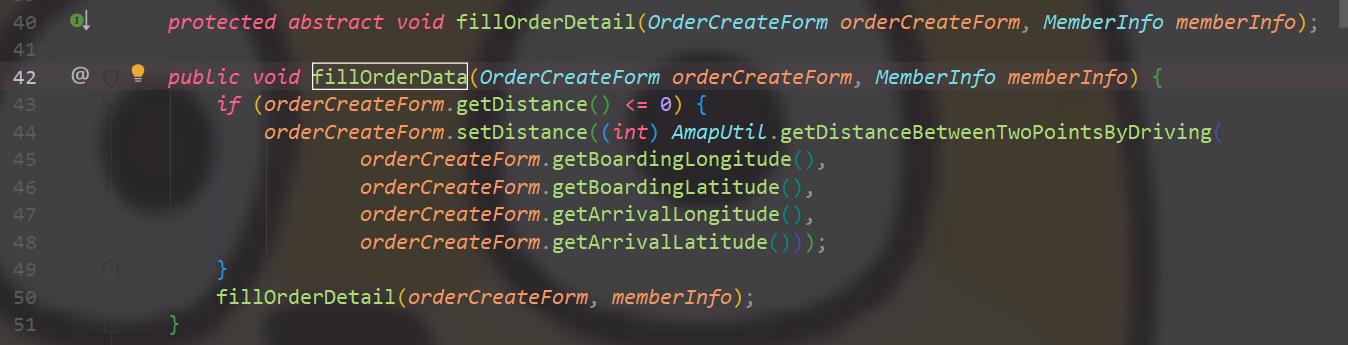 40 protected abstract void fillOrderDetail(OrderCreateForm orderCreateForm, MemberInfo memberInfo);
41
42 @ public void fillOrderData(OrderCreateForm orderCreateForm, MemberInfo memberInfo) {
43 if (orderCreateForm.getDistance() <= 0) {
44 orderCreateForm.setDistance((int) AmapUtil.getDistanceBetweenTwoPointsByDriving(
45 orderCreateForm.getBoardingLongitude(),
46 orderCreateForm.getBoardingLatitude(),
47 orderCreateForm.getArrivalLongitude(),
48 orderCreateForm.getArrivalLatitude()));
49 }
50 fillOrderDetail(orderCreateForm, memberInfo);
51 }